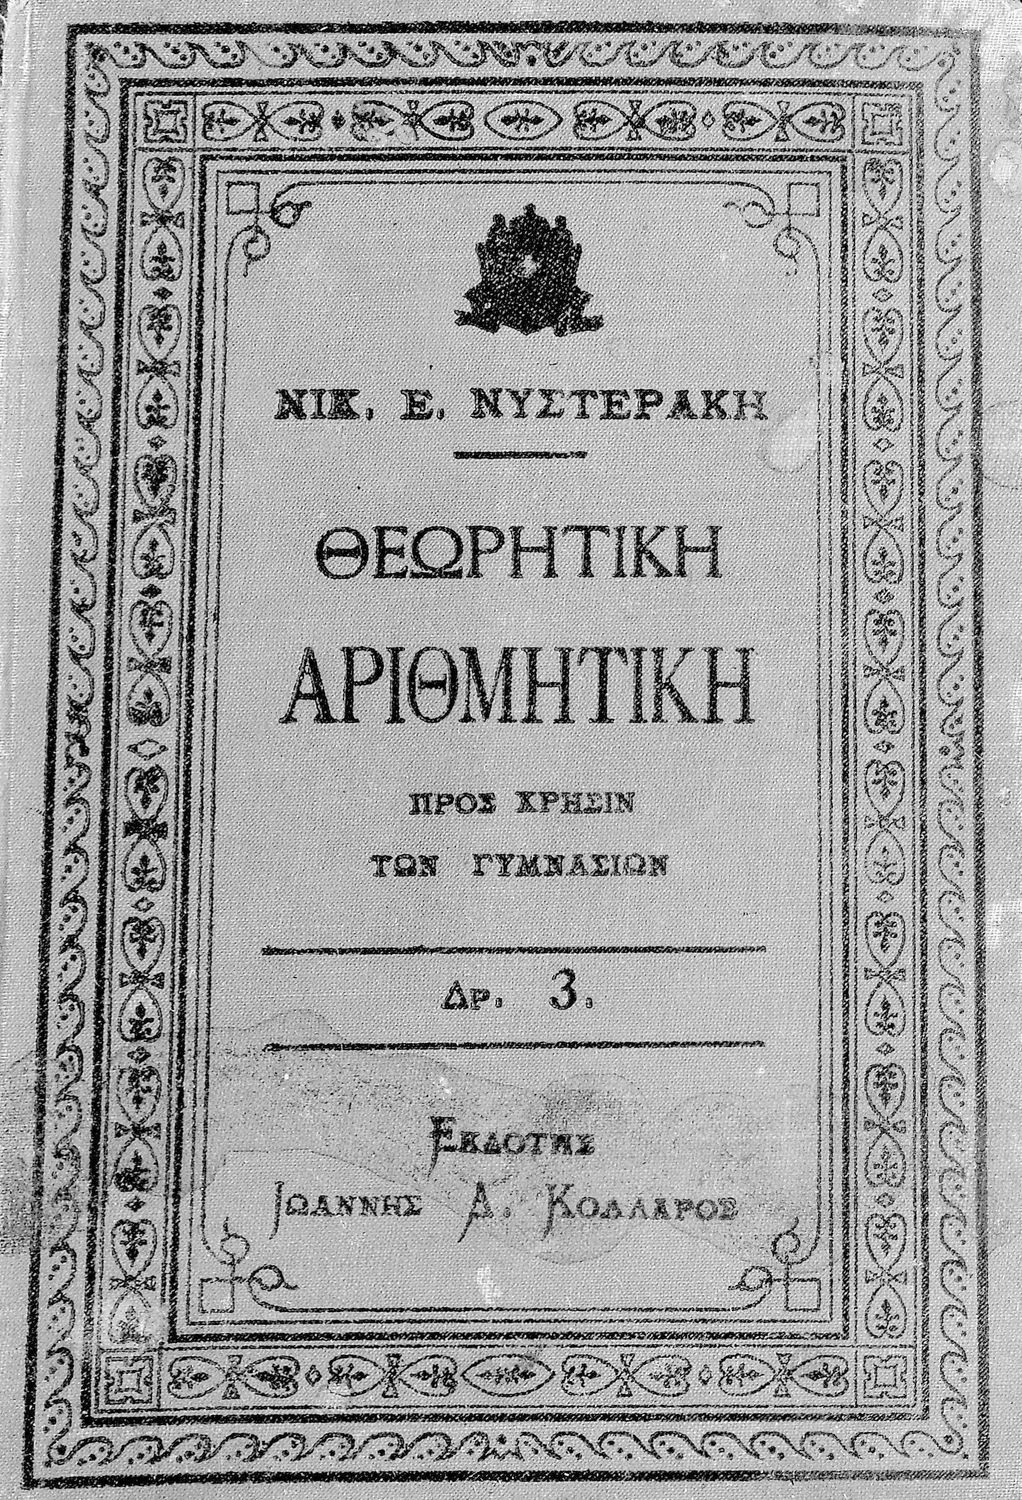 ΝΙΚ. Ε. ΝΥΣΤΕΡΑΚΗ
ΘΕΩΡΗΤΙΚΗ
ΑΡΙΘΜΗΤΙΚΗ
ΠΡΟΣ ΧΡΗΣΙΝ
ΤΩΝ ΓΥΜΝΑΣΙΩΝ
ΔΡ. 3.
ΕΚΔΟΤΗΣ
ΙΩΑΝΝΗΣ Δ. ΚΟΛΛΑΡΟΣ